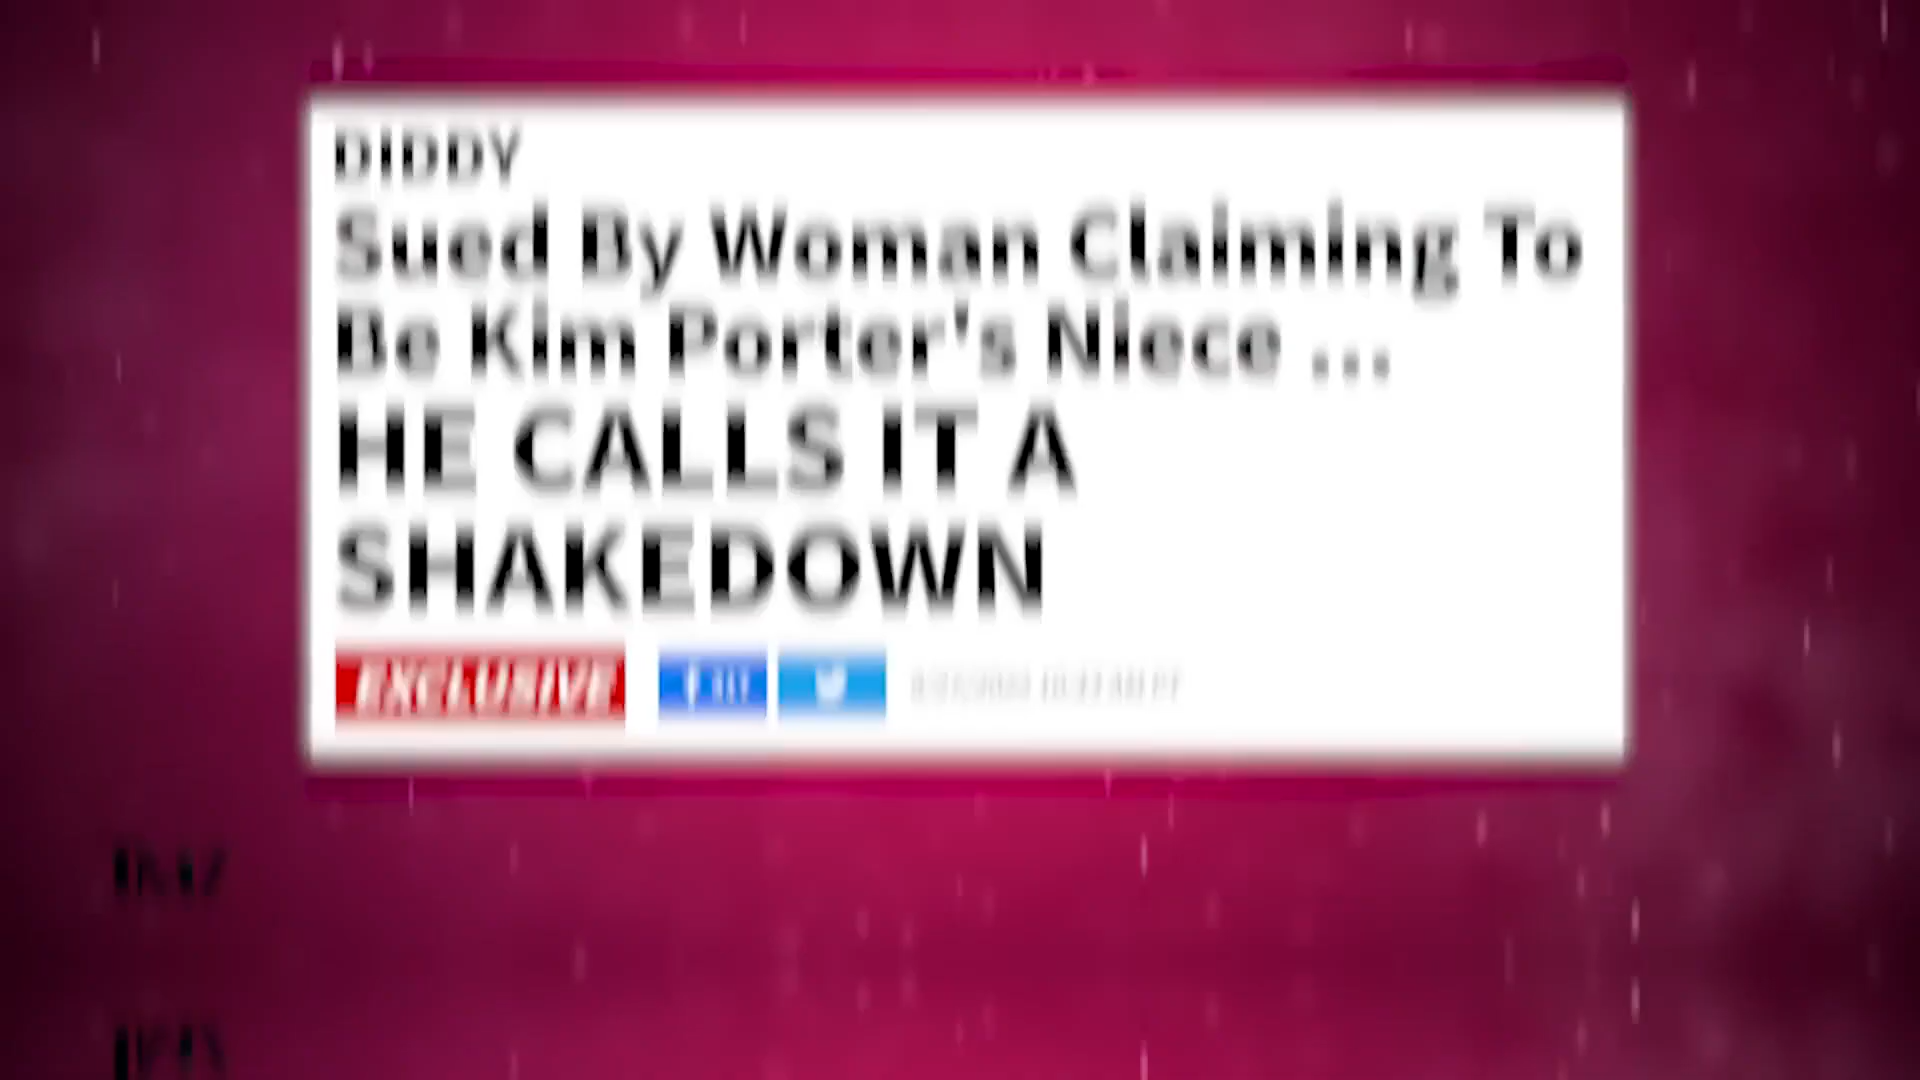 DIDDY
Sued By Woman Claiming To
Be Kim Porter's Niece ...
HE CALLS IT A
SHAKEDOWN
EXCLUSIVE